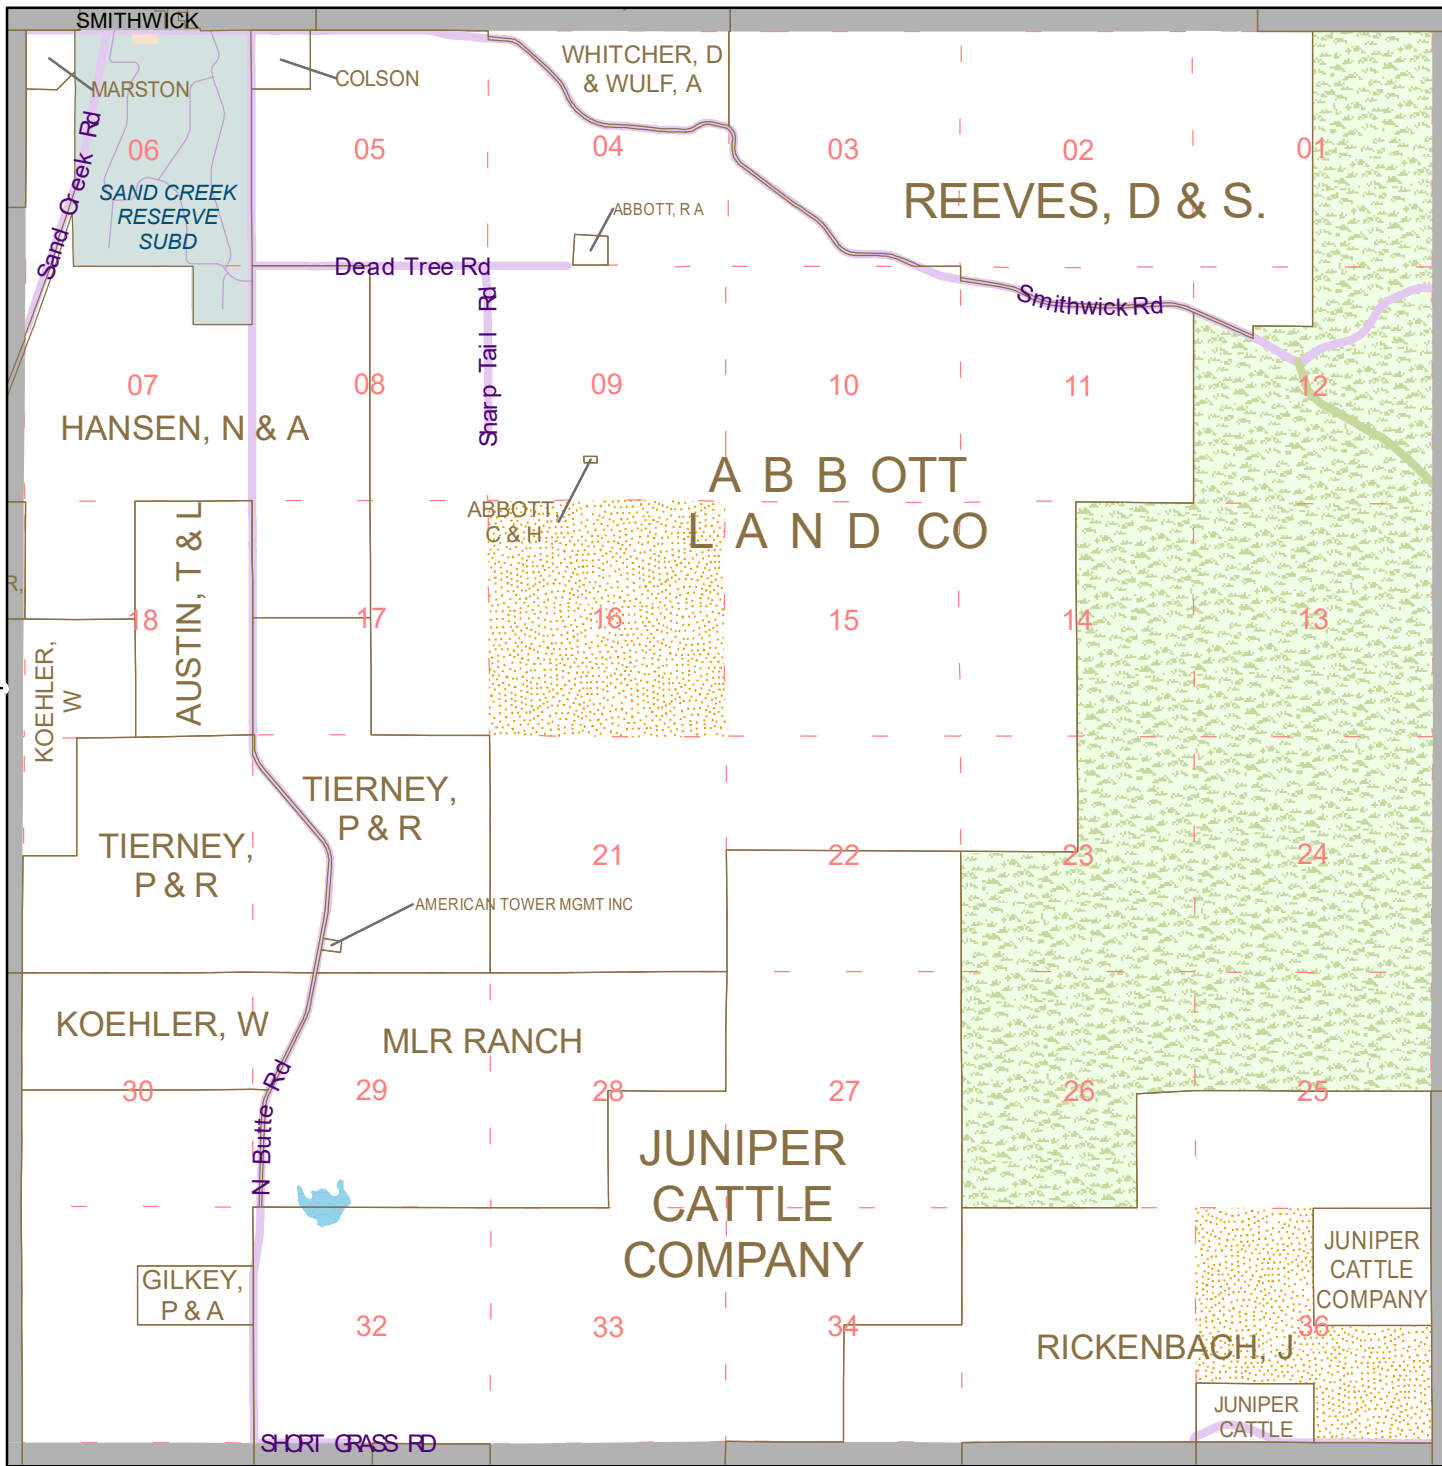 SMITHWICK
MARSTON
COLSON
WHITCHER, D
& WULF, A
Sand Creek Rd
06
05
04
03
02
01
SAND CREEK
RESERVE
SUBD
REEVES, D & S.
ABBOTT, R A
Dead Tree Rd
Smithwick Rd
Sharp Tail Rd
07
08
09
10
11
12
HANSEN, N & A
ABBOTT
LAND CO
ABBOTT,
C & H
AUSTIN, T & L
R,
18
17
16
15
14
13
KOEHLER,
W
TIERNEY,
P & R
TIERNEY,
P & R
21
22
23
24
AMERICAN TOWER MGMT INC
KOEHLER, W
MLR RANCH
N Butte Rd
30
29
28
27
26
25
JUNIPER
CATTLE
COMPANY
JUNIPER
CATTLE
COMPANY
GILKEY,
P & A
32
33
34
36
RICKENBACH, J
JUNIPER
CATTLE
SHORT GRASS RD